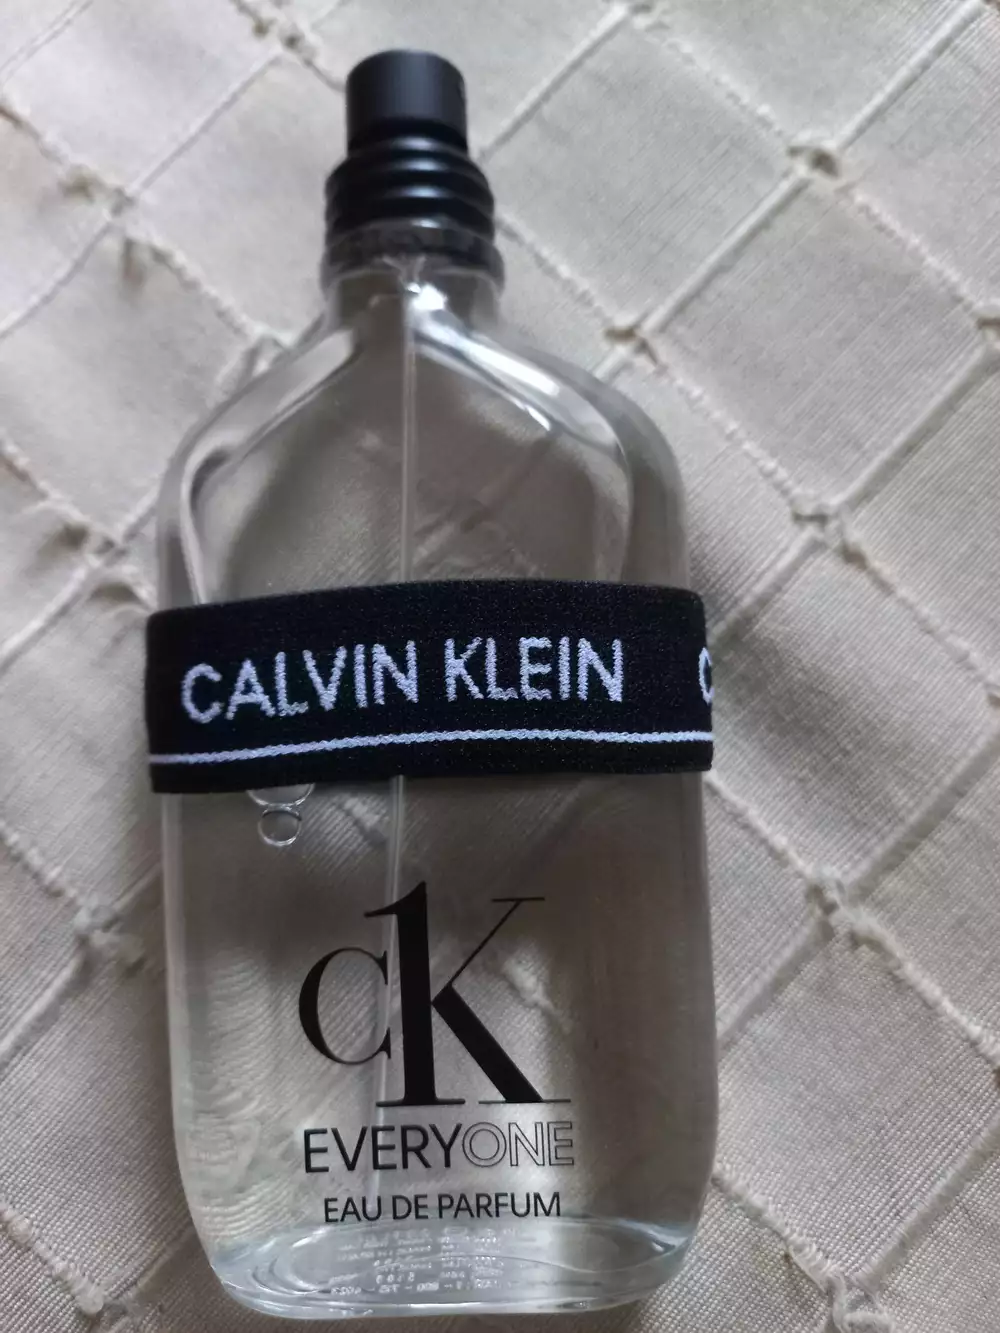 CALVIN KLEIN C
cK
EVERYONE
EAU DE PARFUM